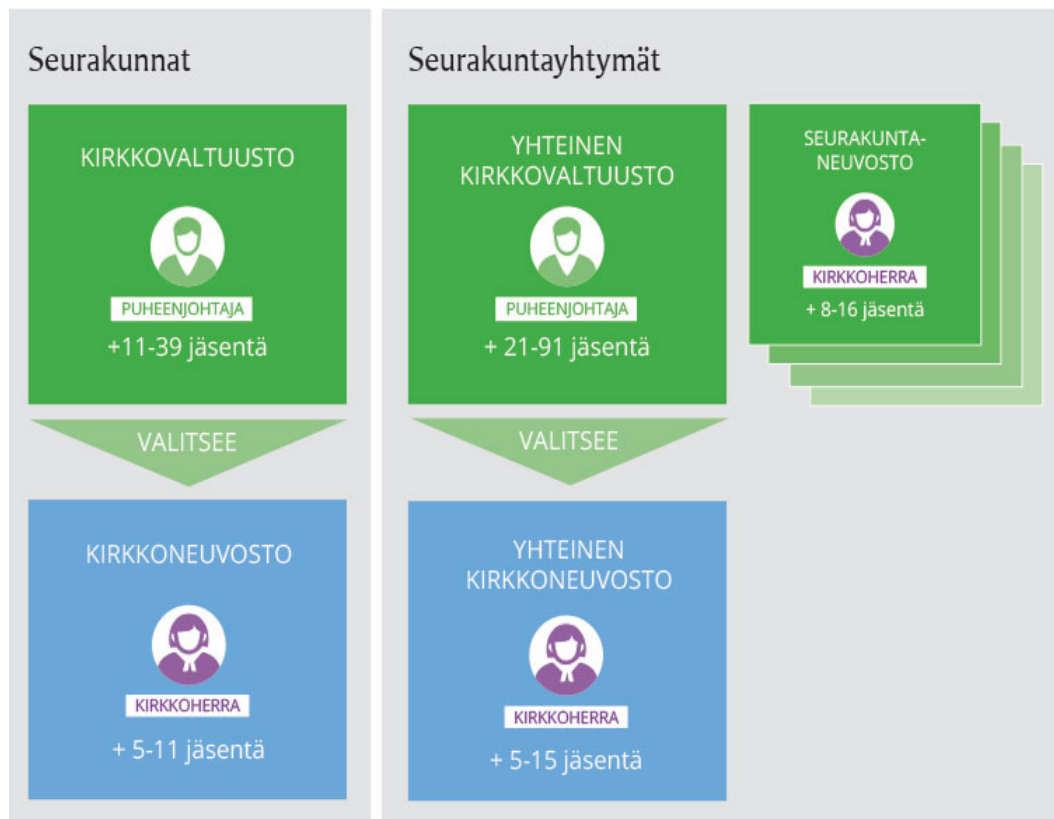 Seurakunnat
KIRKKOVALTUUSTO
PUHEENJOHTAJA
+11-39 jäsentä
VALITSEE
KIRKKONEUVOSTO
KIRKKOHERRA
+ 5-11 jäsentä
Seurakuntayhtymät
YHTEINEN
KIRKKOVALTUUSTO
PUHEENJOHTAJA
+ 21-91 jäsentä
VALITSEE
YHTEINEN
KIRKKONEUVOSTO
KIRKKOHERRA
+ 5-15 jäsentä
SEURAKUNTA-
NEUVOSTO
KIRKKOHERRA
+ 8-16 jäsentä